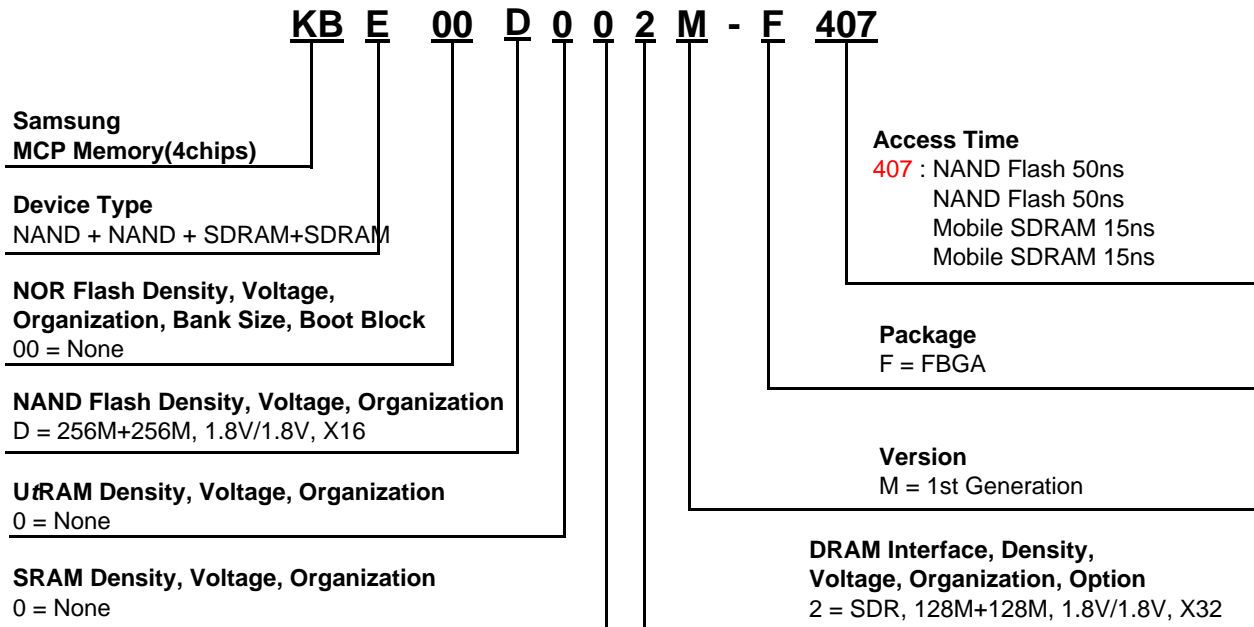 KB E 00 D 0 0 2 M - F 407
Samsung
MCP Memory(4chips)
Device Type
NAND + NAND + SDRAM+SDRAM
NOR Flash Density, Voltage,
Organization, Bank Size, Boot Block
00 = None
NAND Flash Density, Voltage, Organization
D = 256M+256M, 1.8V/1.8V, X16
UtRAM Density, Voltage, Organization
0 = None
SRAM Density, Voltage, Organization
0 = None
Access Time
407 : NAND Flash 50ns
NAND Flash 50ns
Mobile SDRAM 15ns
Mobile SDRAM 15ns
Package
F = FBGA
Version
M = 1st Generation
DRAM Interface, Density,
Voltage, Organization, Option
2 = SDR, 128M+128M, 1.8V/1.8V, X32